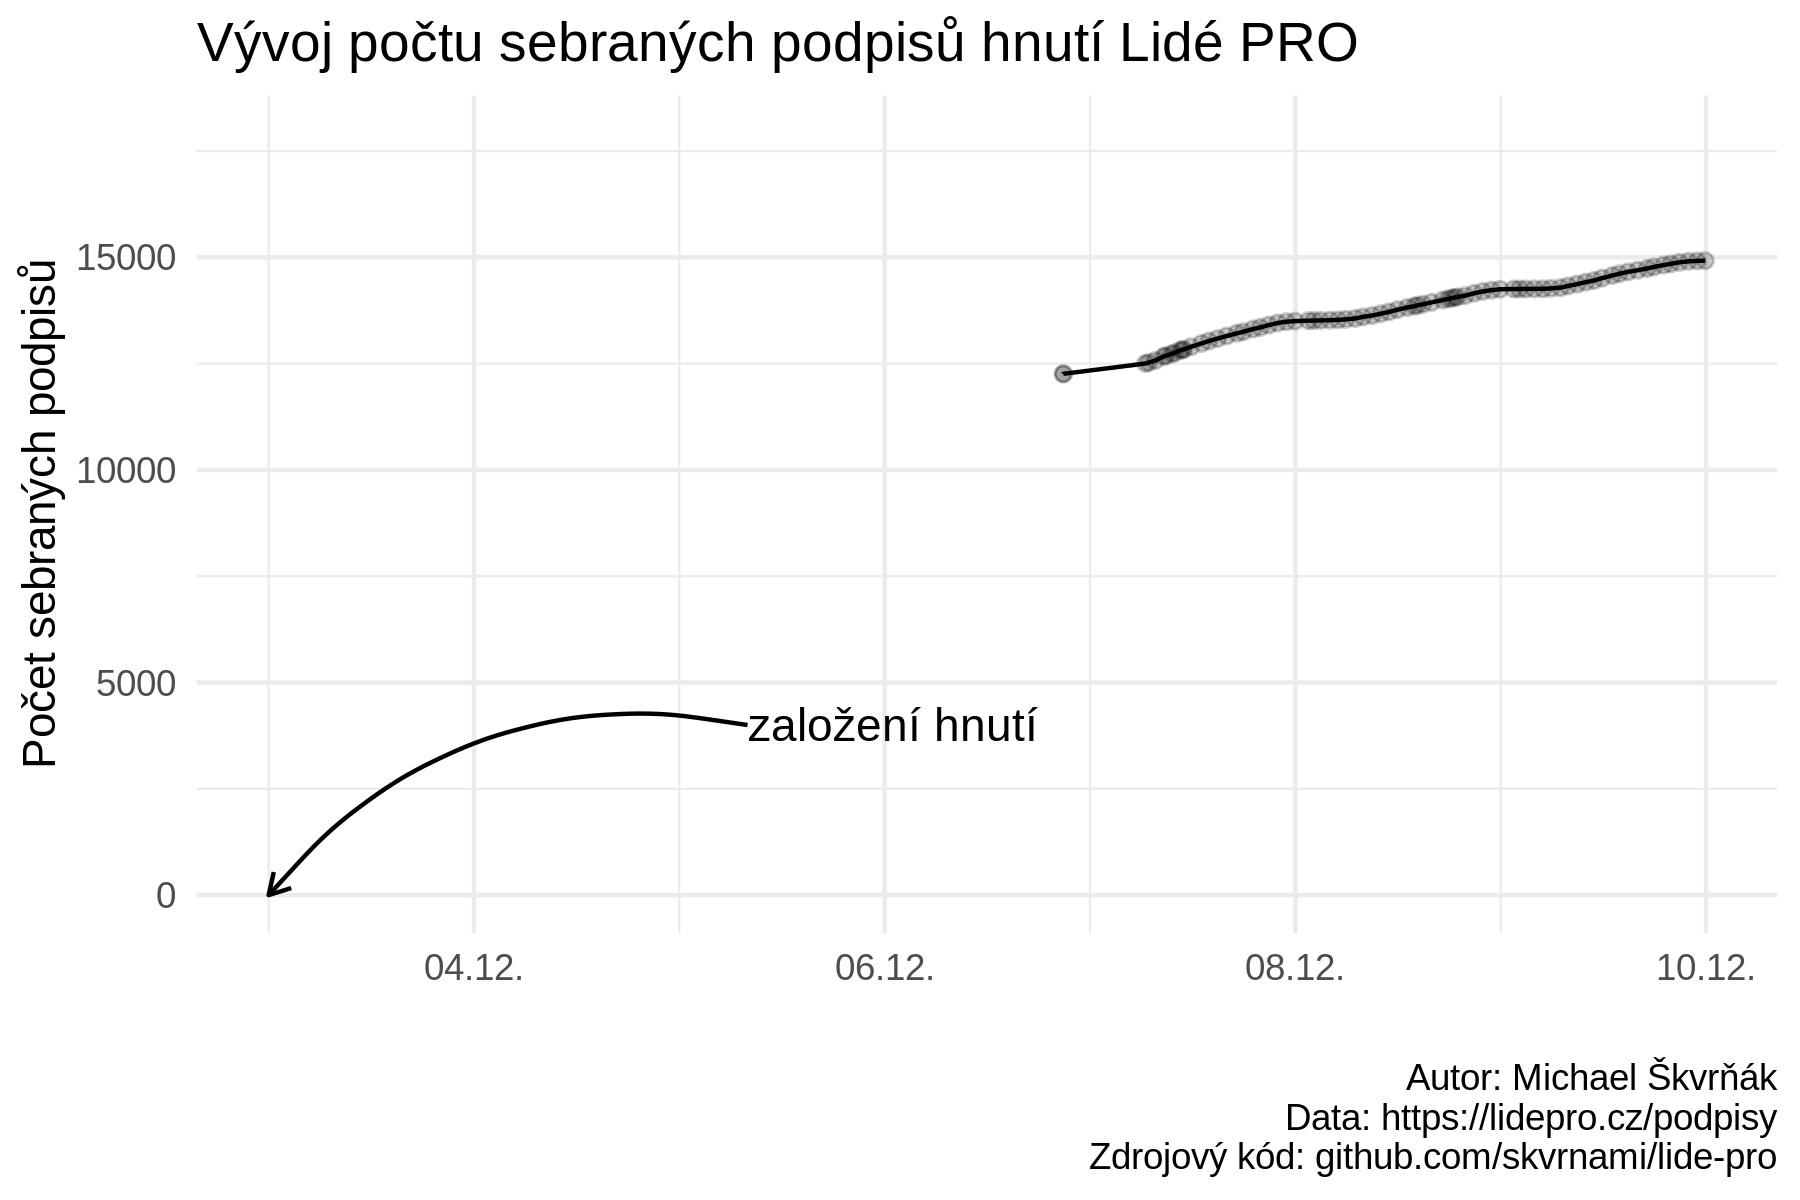 Vývoj počtu sebraných podpisů hnutí Lidé PRO
Počet sebraných podpisů
15000
10000
5000
0
založení hnutí
04.12.
06.12.
08.12.
10.12.
Autor: Michael Škvrňák
Data: https://lidepro.cz/podpisy
Zdrojový kód: github.com/skvrnami/lide-pro